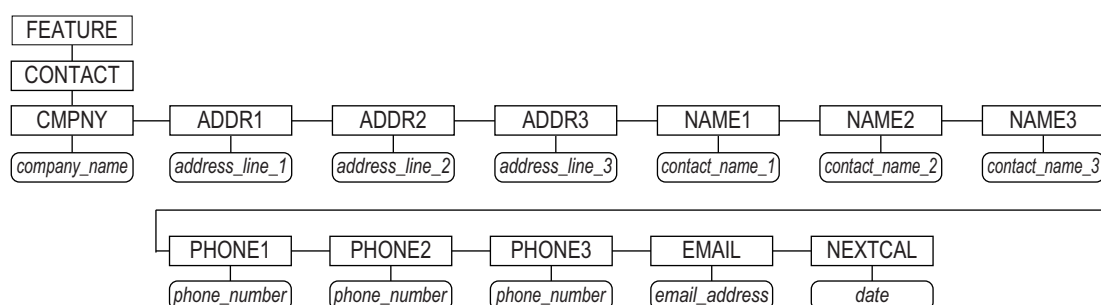 FEATURE
CONTACT
CMPNY ADDR1 ADDR2 ADDR3 NAME1 NAME2 NAME3
company_name address_line_1 address_line_2 address_line_3 contact_name_1 contact_name_2 contact_name_3
PHONE1 PHONE2 PHONE3 EMAIL NEXTCAL
phone_number phone_number phone_number email_address date